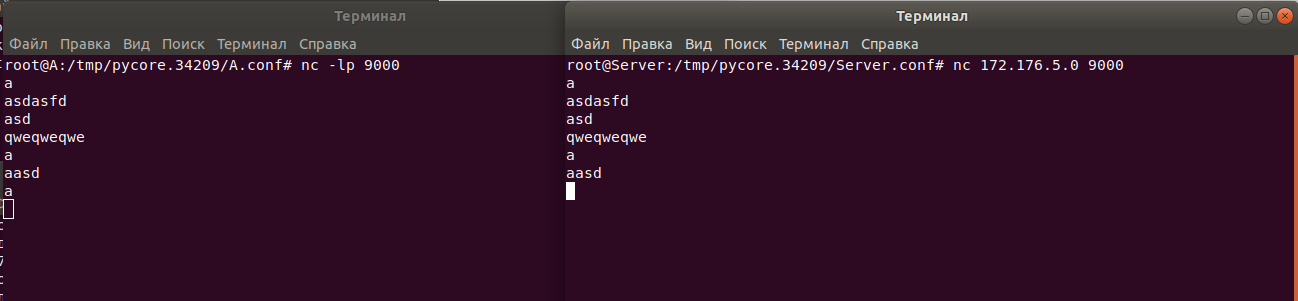 Терминал
Файл Правка Вид Поиск Терминал Справка
root@A:/tmp/pycore.34209/A.conf# nc -lp 9000
a
asdasfd
asd
qweqweqwe
a
aasd
a
Терминал
Файл Правка Вид Поиск Терминал Справка
root@Server:/tmp/pycore.34209/Server.conf# nc 172.176.5.0 9000
a
asdasfd
asd
qweqweqwe
a
aasd